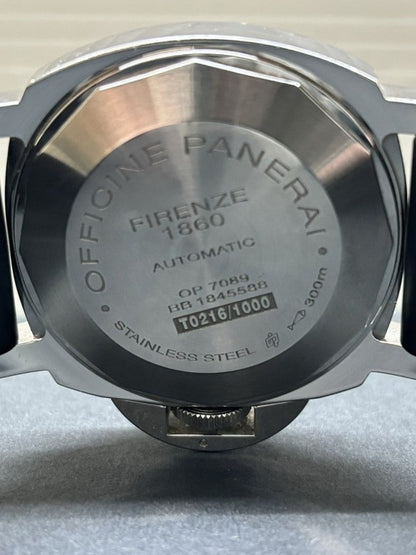 OFFICINE PANERAI
FIRENZE
1860
AUTOMATIC
OP 7089
BB 1845588
T0216/1000
STAINLESS STEEL
300m